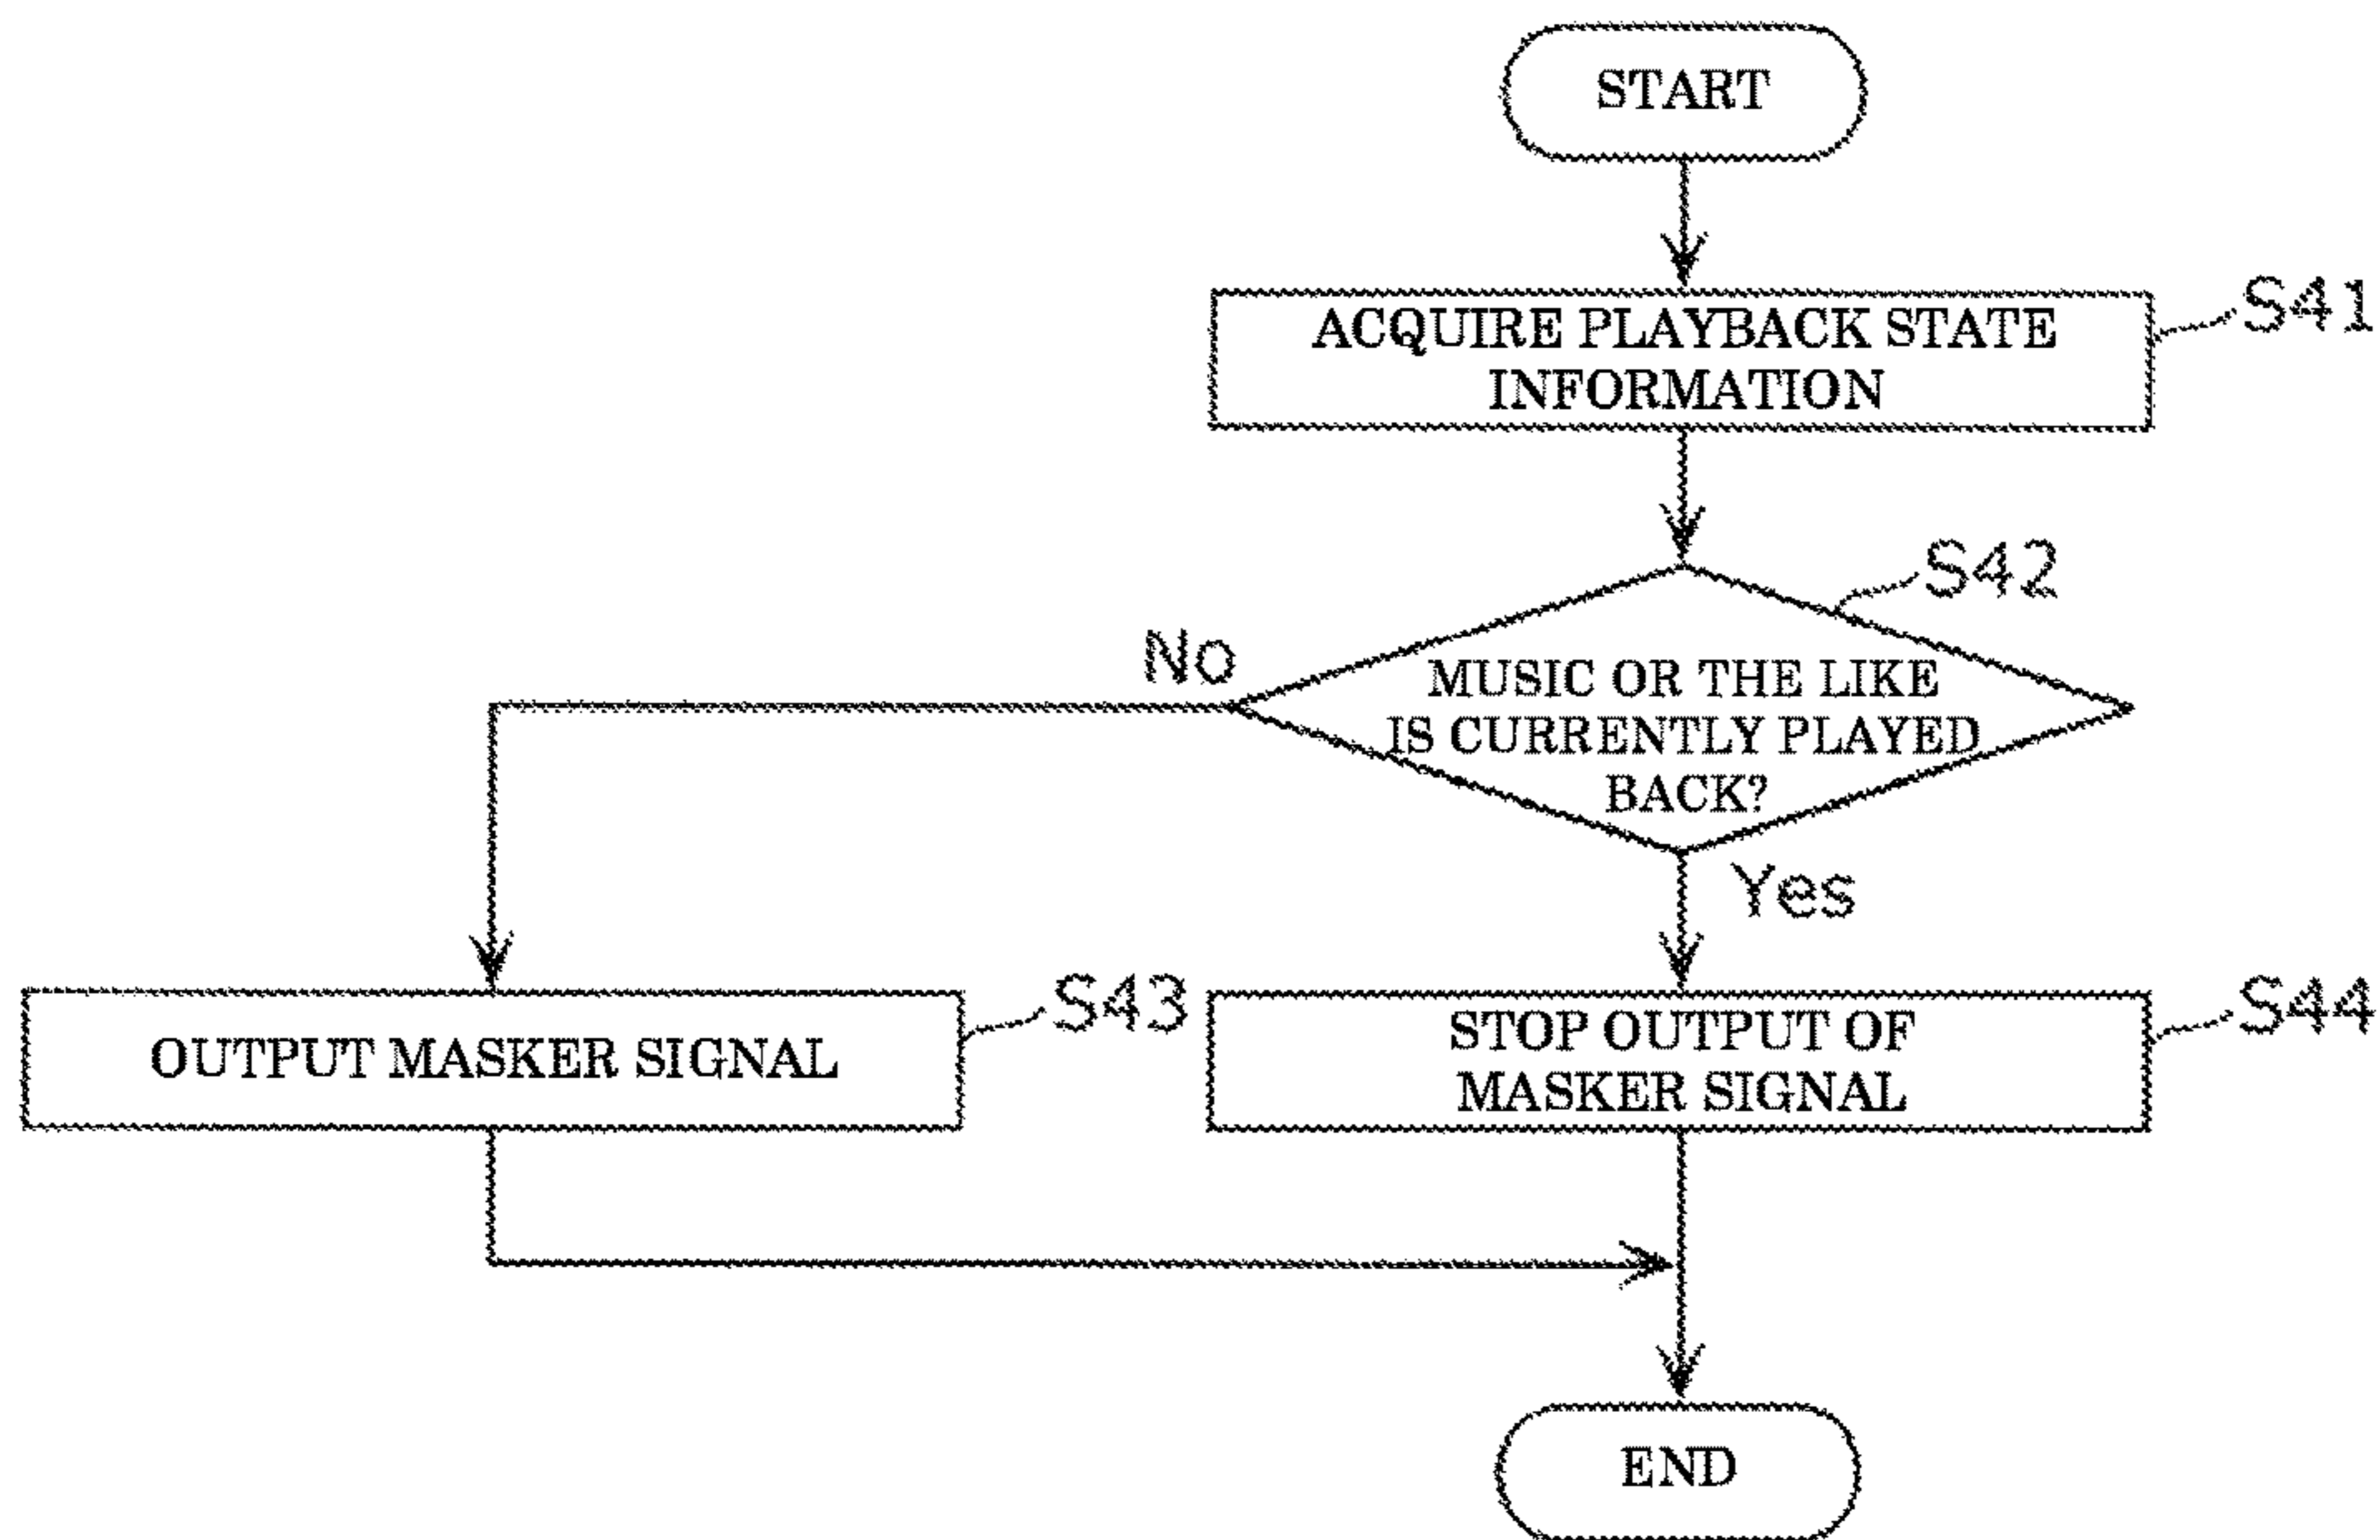 START
ACQUIRE PLAYBACK STATE
INFORMATION
S41
S42
No
MUSIC OR THE LIKE
IS CURRENTLY PLAYED
BACK?
Yes
OUTPUT MASKER SIGNAL
S43
STOP OUTPUT OF
MASKER SIGNAL
S44
END